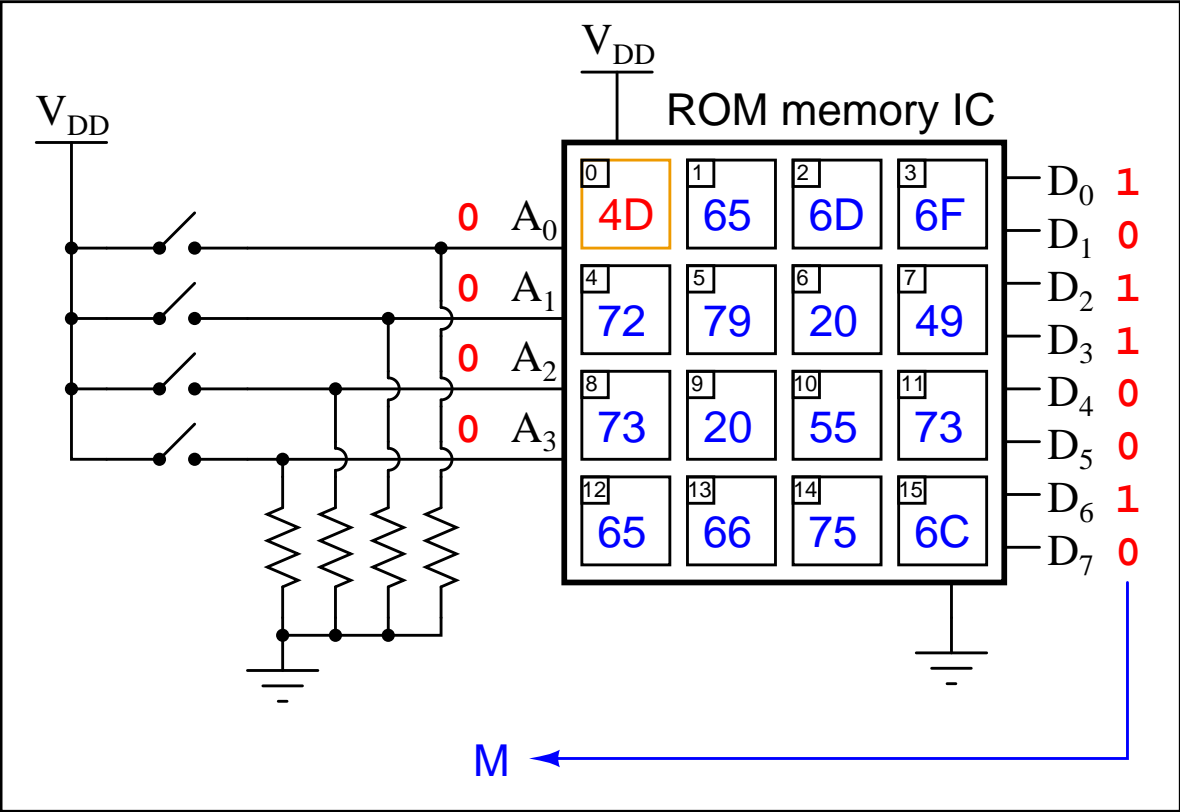 VDD
ROM memory IC
VDD
0 A0
0 A1
0 A2
0 A3
0 4D
1 65
2 6D
3 6F
4 72
5 79
6 20
7 49
8 73
9 20
10 55
11 73
12 65
13 66
14 75
15 6C
D0 1
D1 0
D2 1
D3 1
D4 0
D5 0
D6 1
D7 0
M